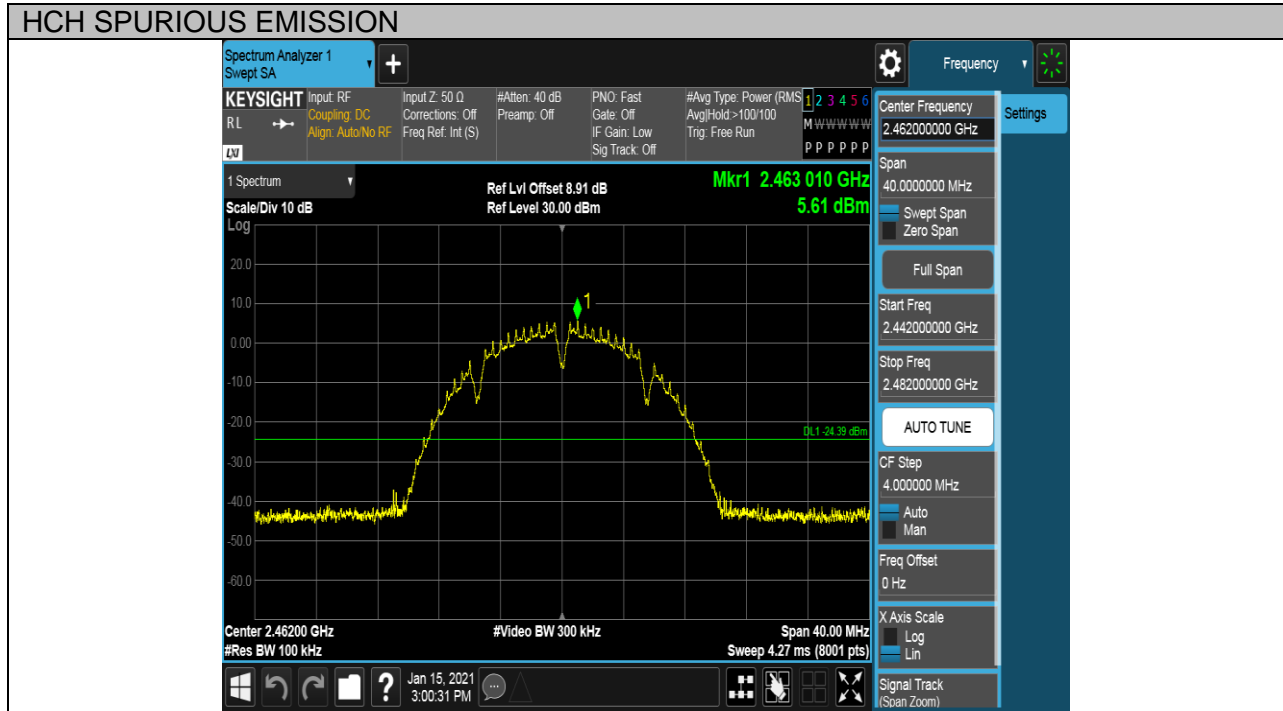 HCH SPURIOUS EMISSION
Spectrum Analyzer 1
Swept SA
Frequency
KEYSIGHT
RL
LXI
Input: RF
Coupling: DC
Align: Auto/No RF
Input Z: 50 Ω
Corrections: Off
Freq Ref: Int (S)
#Atten: 40 dB
Preamp: Off
PNO: Fast
Gate: Off
IF Gain: Low
Sig Track: Off
#Avg Type: Power (RMS
Avg|Hold:>100/100
Trig: Free Run
1 2 3 4 5 6
M W W W W W
P P P P P P
1 Spectrum
Scale/Div 10 dB
Log
Ref Lvl Offset 8.91 dB
Ref Level 30.00 dBm
Mkr1 2.463 010 GHz
5.61 dBm
20.0
10.0
0.00
-10.0
-20.0
-30.0
-40.0
-50.0
-60.0
1
DL1 -24.39 dBm
Center 2.46200 GHz
#Res BW 100 kHz
#Video BW 300 kHz
Span 40.00 MHz
Sweep 4.27 ms (8001 pts)
Center Frequency
2.462000000 GHz
Settings
Span
40.0000000 MHz
Swept Span
Zero Span
Full Span
Start Freq
2.442000000 GHz
Stop Freq
2.482000000 GHz
AUTO TUNE
CF Step
4.000000 MHz
Auto
Man
Freq Offset
0 Hz
X Axis Scale
Log
Lin
Signal Track
(Span Zoom)
?
Jan 15, 2021
3:00:31 PM